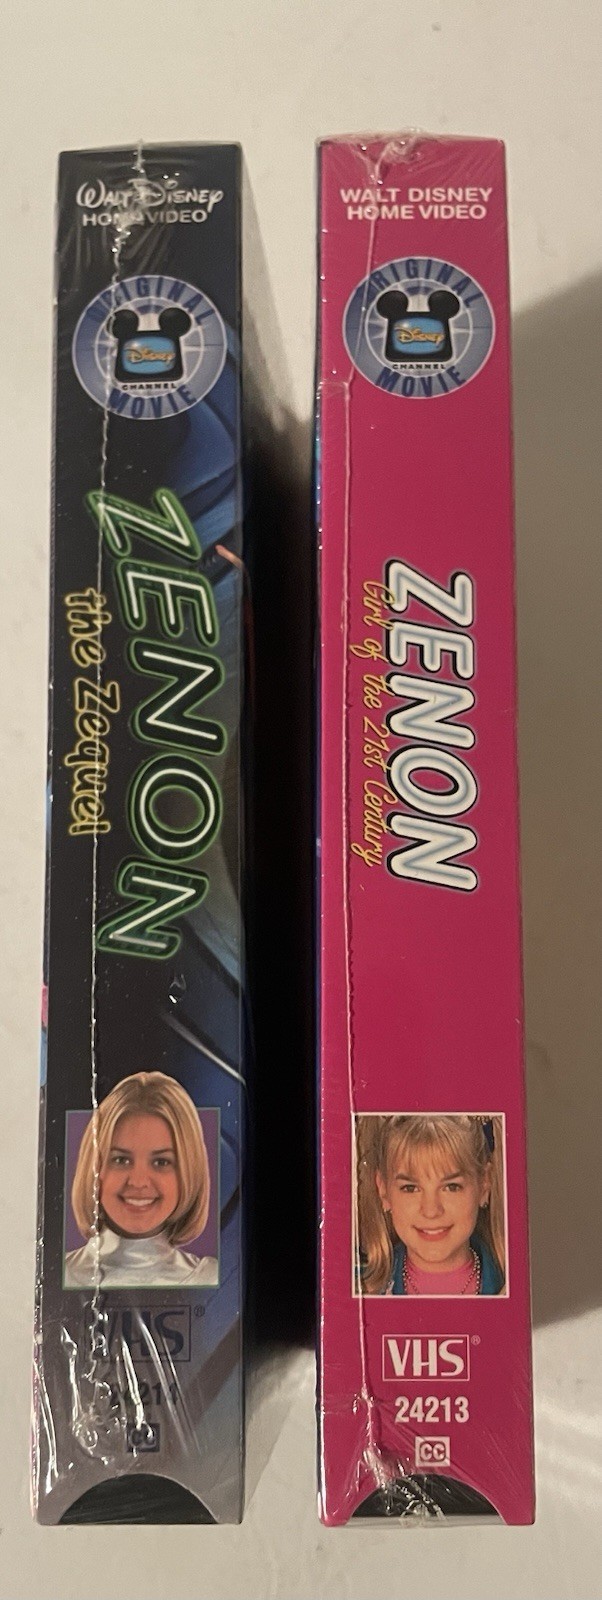 Walt Disney
HOME VIDEO
ORIGINAL
Disney
CHANNEL
MOVIE
ZENON
the Zequel
VHS®
CC
WALT DISNEY
HOME VIDEO
ORIGINAL
Disney
CHANNEL
MOVIE
ZENON
Girl of the 21st Century
VHS®
24213
CC